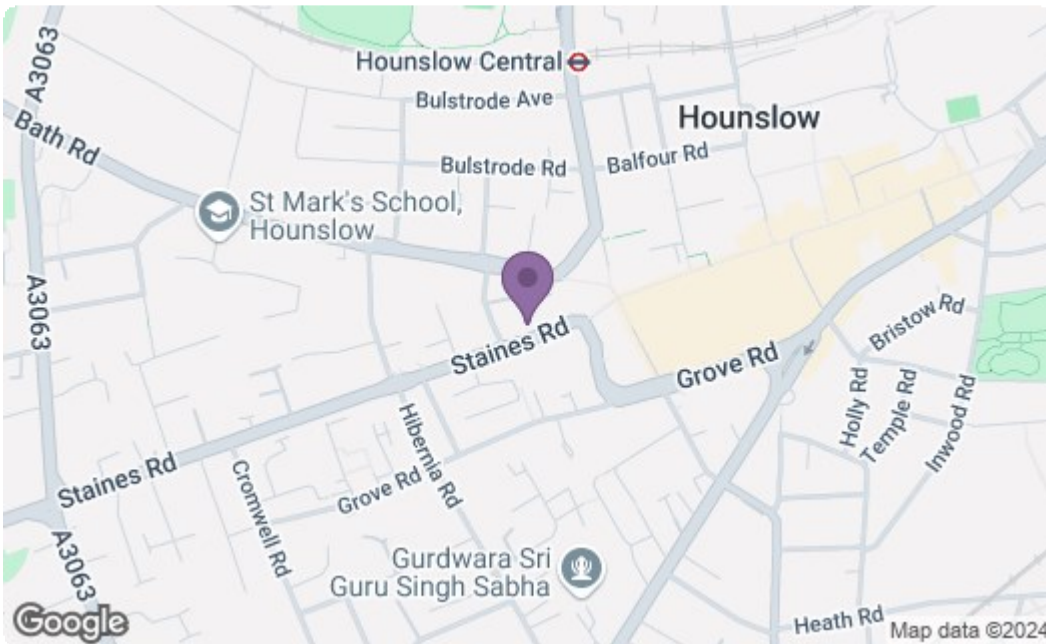 A3063
Hounslow Central
Bulstrode Ave
Hounslow
Bath Rd
Bulstrode Rd
Balfour Rd
St Mark's School,
Hounslow
A3063
Staines Rd
Bristow Rd
Grove Rd
Holly Rd
Temple Rd
Inwood Rd
Hibernia Rd
Staines Rd
Grove Rd
Cromwell Rd
A3063
Gurdwara Sri
Guru Singh Sabha
Heath Rd
Google
Map data ©2024